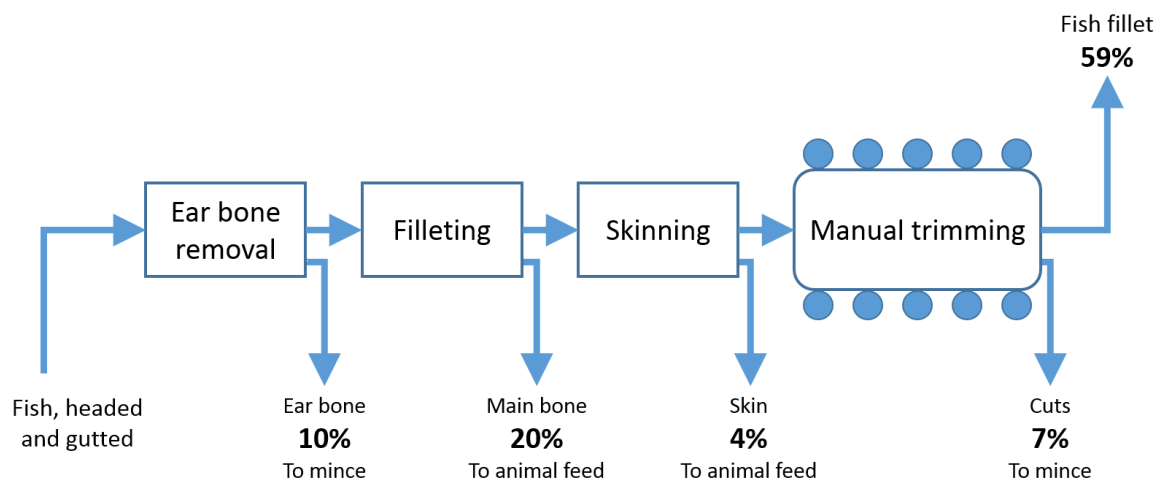 Fish fillet
59%
Ear bone
removal
Filleting
Skinning
Manual trimming
Fish, headed
and gutted
Ear bone
10%
To mince
Main bone
20%
To animal feed
Skin
4%
To animal feed
Cuts
7%
To mince